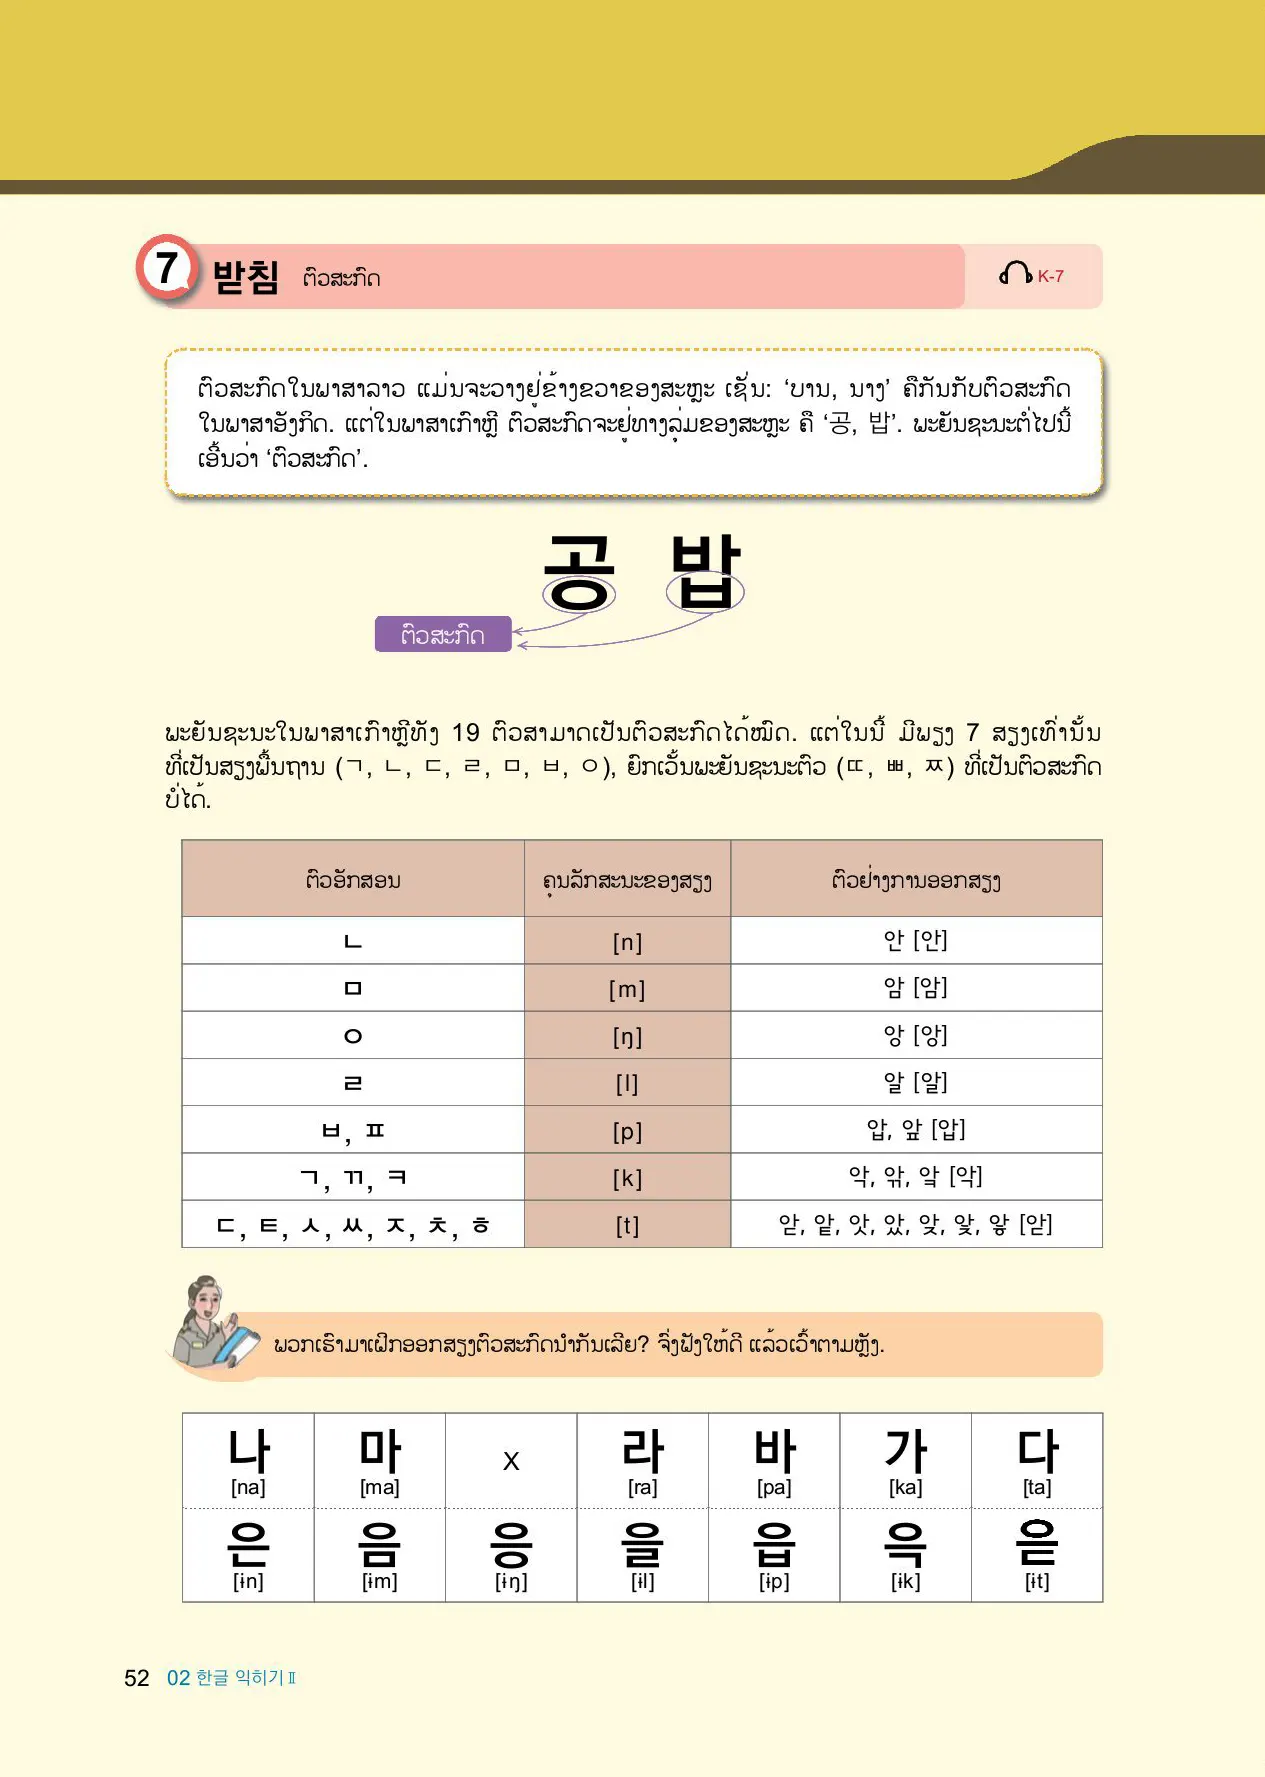 7 받침 ຕົວສະກົດ K-7
ຕົວສະກົດໃນພາສາລາວ ແມ່ນຈະວາງຢູ່ຂ້າງຂວາຂອງສະຫຼະ ເຊັ່ນ: ‘ບານ, ນາງ’ ຄືກັນກັບຕົວສະກົດ
ໃນພາສາອັງກິດ. ແຕ່ໃນພາສາເກົາຫຼີ ຕົວສະກົດຈະຢູ່ທາງລຸ່ມຂອງສະຫຼະ ຄື ‘공, 밥’. ພະຍັນຊະນະຕໍ່ໄປນີ້
ເອີ້ນວ່າ ‘ຕົວສະກົດ’.
공 밥
ຕົວສະກົດ
ພະຍັນຊະນະໃນພາສາເກົາຫຼີທັງ 19 ຕົວສາມາດເປັນຕົວສະກົດໄດ້ໝົດ. ແຕ່ໃນນີ້ ມີພຽງ 7 ສຽງເທົ່ານັ້ນ
ທີ່ເປັນສຽງພື້ນຖານ (ㄱ, ㄴ, ㄷ, ㄹ, ㅁ, ㅂ, ㅇ), ຍົກເວັ້ນພະຍັນຊະນະຕົວ (ㄸ, ㅃ, ㅉ) ທີ່ເປັນຕົວສະກົດ
ບໍ່ໄດ້.
ຕົວອັກສອນ ຄຸນລັກສະນະຂອງສຽງ ຕົວຢ່າງການອອກສຽງ
ㄴ [n] 안 [안]
ㅁ [m] 암 [암]
ㅇ [ŋ] 앙 [앙]
ㄹ [l] 알 [알]
ㅂ, ㅍ [p] 압, 앞 [압]
ㄱ, ㄲ, ㅋ [k] 악, 앆, 앜 [악]
ㄷ, ㅌ, ㅅ, ㅆ, ㅈ, ㅊ, ㅎ [t] 앋, 앝, 앗, 았, 앚, 앛, 앟 [앋]
ພວກເຮົາມາເຝິກອອກສຽງຕົວສະກົດນຳກັນເລີຍ? ຈົ່ງຟັງໃຫ້ດີ ແລ້ວເວົ້າຕາມຫຼັງ.
나 마 X 라 바 가 다
[na] [ma] [ra] [pa] [ka] [ta]
은 음 응 을 읍 윽 읃
[ɨn] [ɨm] [ɨŋ] [ɨl] [ɨp] [ɨk] [ɨt]
52 02 한글 익히기 Ⅱ